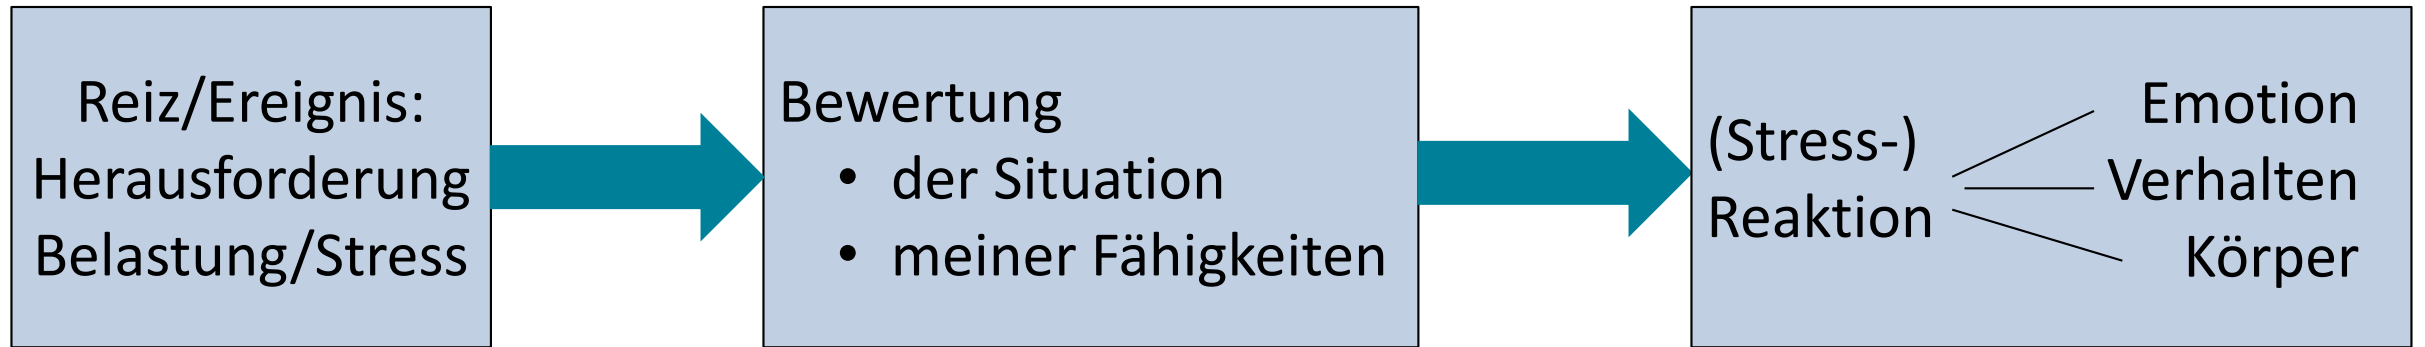 Reiz/Ereignis:
Herausforderung
Belastung/Stress
Bewertung
• der Situation
• meiner Fähigkeiten
(Stress-)
Reaktion
Emotion
Verhalten
Körper